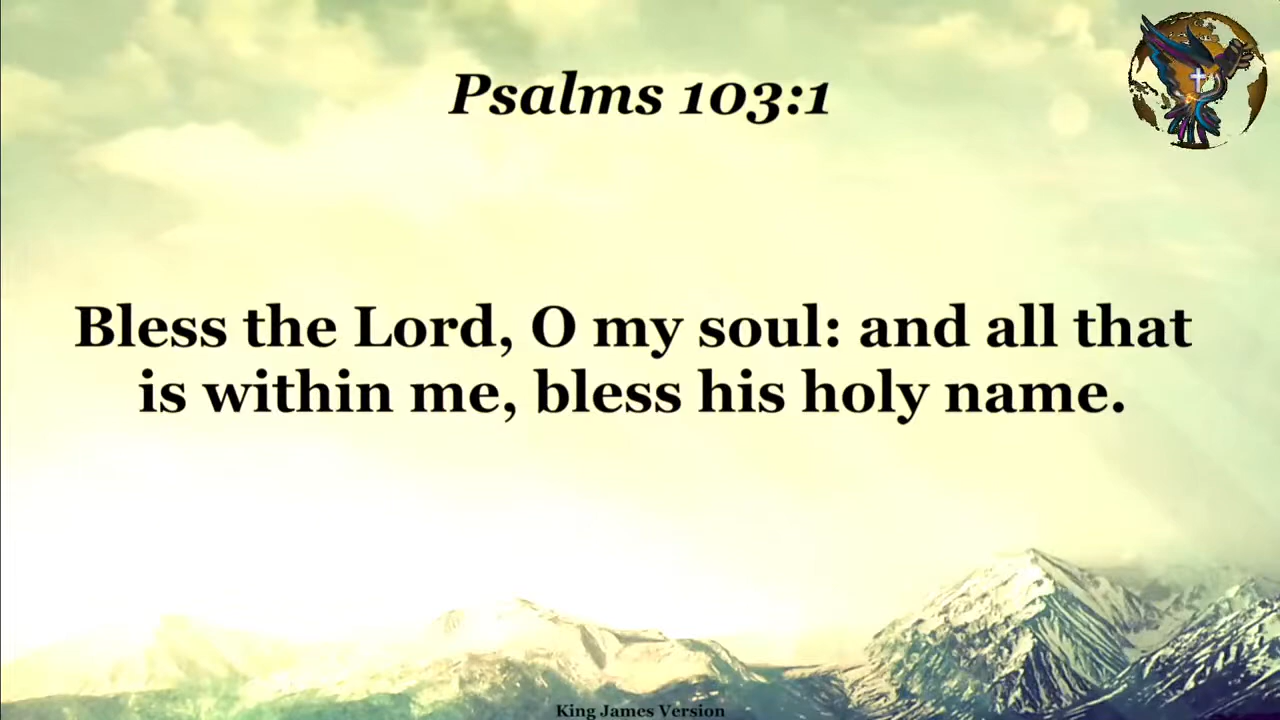 Psalms 103:1
Bless the Lord, O my soul: and all that
is within me, bless his holy name.
King James Version